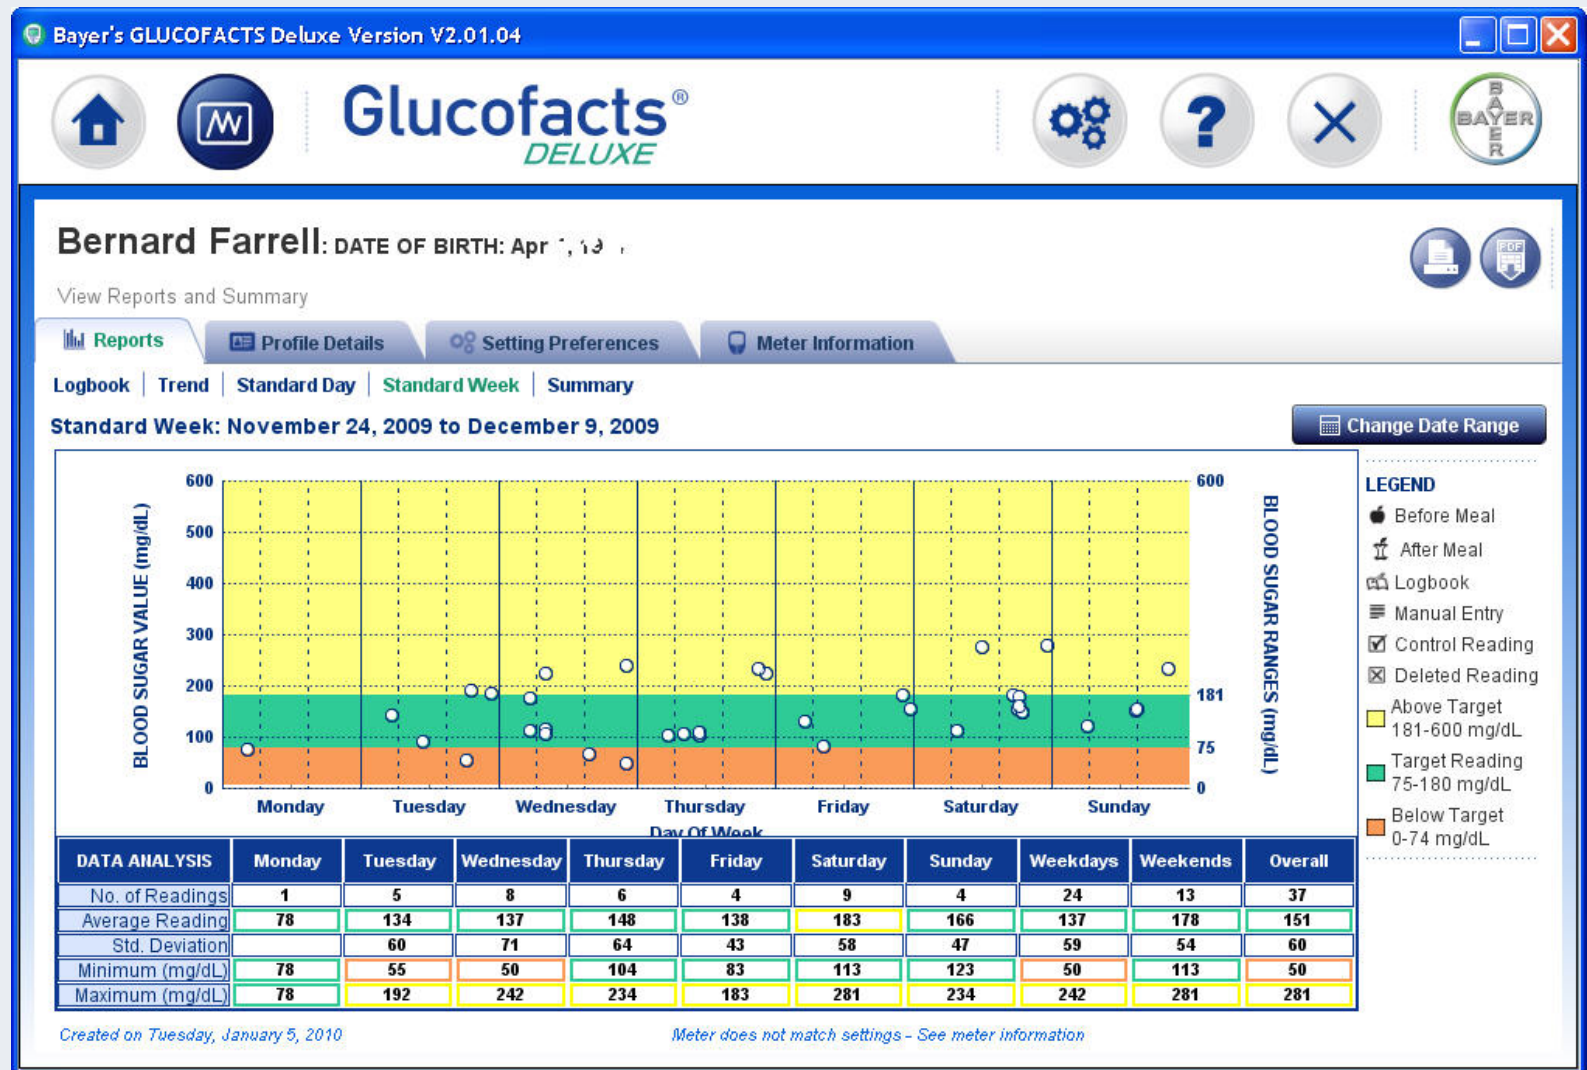 Bayer's GLUCOFACTS Deluxe Version V2.01.04
Glucofacts®
DELUXE
BAYER
BAYER
Bernard Farrell: DATE OF BIRTH: Apr
PDF
View Reports and Summary
Reports Profile Details Setting Preferences Meter Information
Logbook | Trend | Standard Day | Standard Week | Summary
Standard Week: November 24, 2009 to December 9, 2009
Change Date Range
BLOOD SUGAR VALUE (mg/dL)
600
500
400
300
200
100
0
600
181
75
0
BLOOD SUGAR RANGES (mg/dL)
Monday Tuesday Wednesday Thursday Friday Saturday Sunday
Day Of Week
LEGEND
Before Meal
After Meal
Logbook
Manual Entry
Control Reading
Deleted Reading
Above Target
181-600 mg/dL
Target Reading
75-180 mg/dL
Below Target
0-74 mg/dL
DATA ANALYSIS Monday Tuesday Wednesday Thursday Friday Saturday Sunday Weekdays Weekends Overall
No. of Readings 1 5 8 6 4 9 4 24 13 37
Average Reading 78 134 137 148 138 183 166 137 178 151
Std. Deviation 60 71 64 43 58 47 59 54 60
Minimum (mg/dL) 78 55 50 104 83 113 123 50 113 50
Maximum (mg/dL) 78 192 242 234 183 281 234 242 281 281
Created on Tuesday, January 5, 2010
Meter does not match settings - See meter information